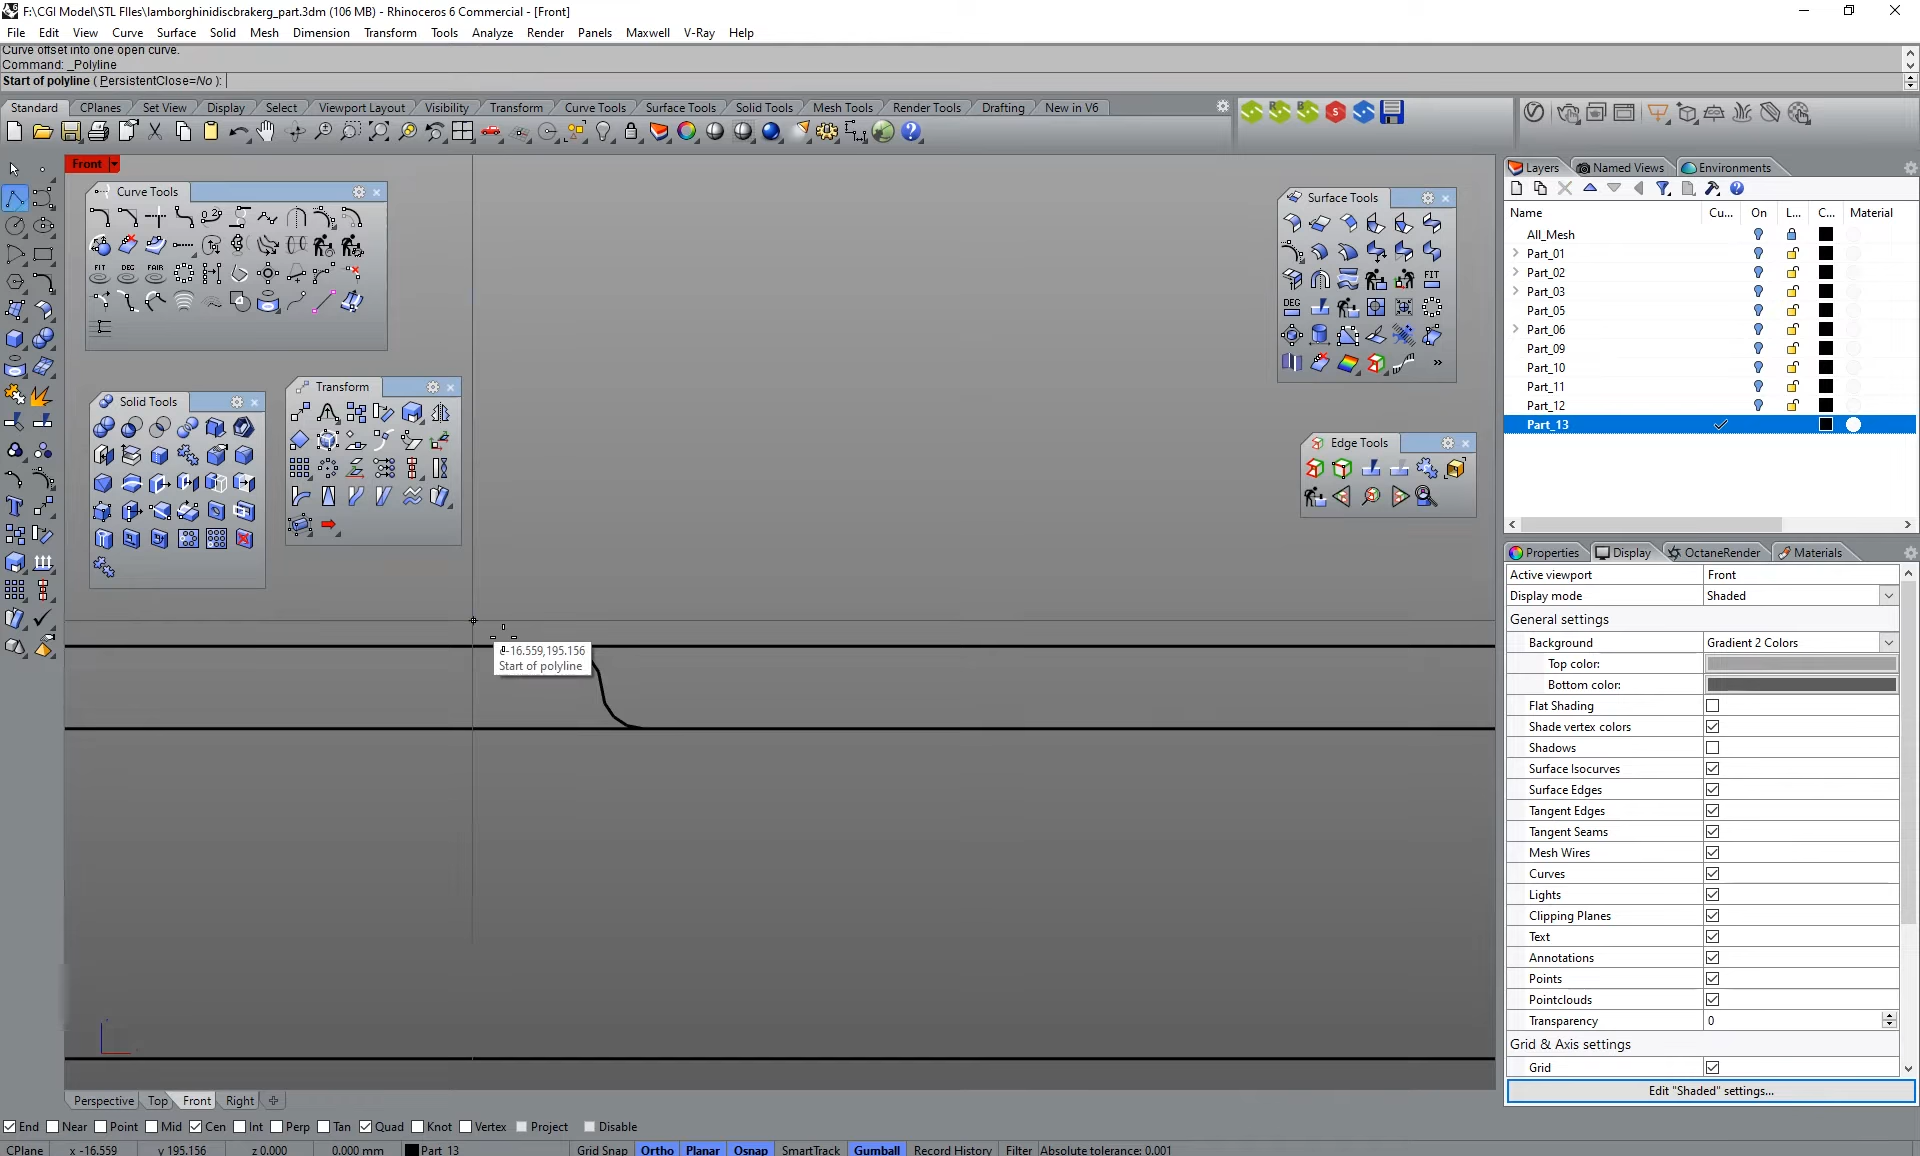 F:\CGI Model\STL FIles\lamborghinidiscbrakerg_part.3dm (106 MB) - Rhinoceros 6 Commercial - [Front]
File Edit View Curve Surface Solid Mesh Dimension Transform Tools Analyze Render Panels Maxwell V-Ray Help
Curve offset into one open curve.
Command: _Polyline
Start of polyline ( PersistentClose=No ):
Standard CPlanes Set View Display Select Viewport Layout Visibility Transform Curve Tools Surface Tools Solid Tools Mesh Tools Render Tools Drafting New in V6
Front
Curve Tools
FIT DEG FAIR
Solid Tools
Transform
Surface Tools
FIT
DEG
Edge Tools
-16.559,195.156
Start of polyline
Layers Named Views Environments
Name Cu... On L... C... Material
All_Mesh
Part_01
Part_02
Part_03
Part_05
Part_06
Part_09
Part_10
Part_11
Part_12
Part_13
Properties Display OctaneRender Materials
Active viewport Front
Display mode Shaded
General settings
Background Gradient 2 Colors
Top color:
Bottom color:
Flat Shading
Shade vertex colors
Shadows
Surface Isocurves
Surface Edges
Tangent Edges
Tangent Seams
Mesh Wires
Curves
Lights
Clipping Planes
Text
Annotations
Points
Pointclouds
Transparency 0
Grid & Axis settings
Grid
Edit "Shaded" settings...
Perspective Top Front Right
End Near Point Mid Cen Int Perp Tan Quad Knot Vertex Project Disable
CPlane x -16.559 y 195.156 z 0.000 0.000 mm Part_13 Grid Snap Ortho Planar Osnap SmartTrack Gumball Record History Filter Absolute tolerance: 0.001